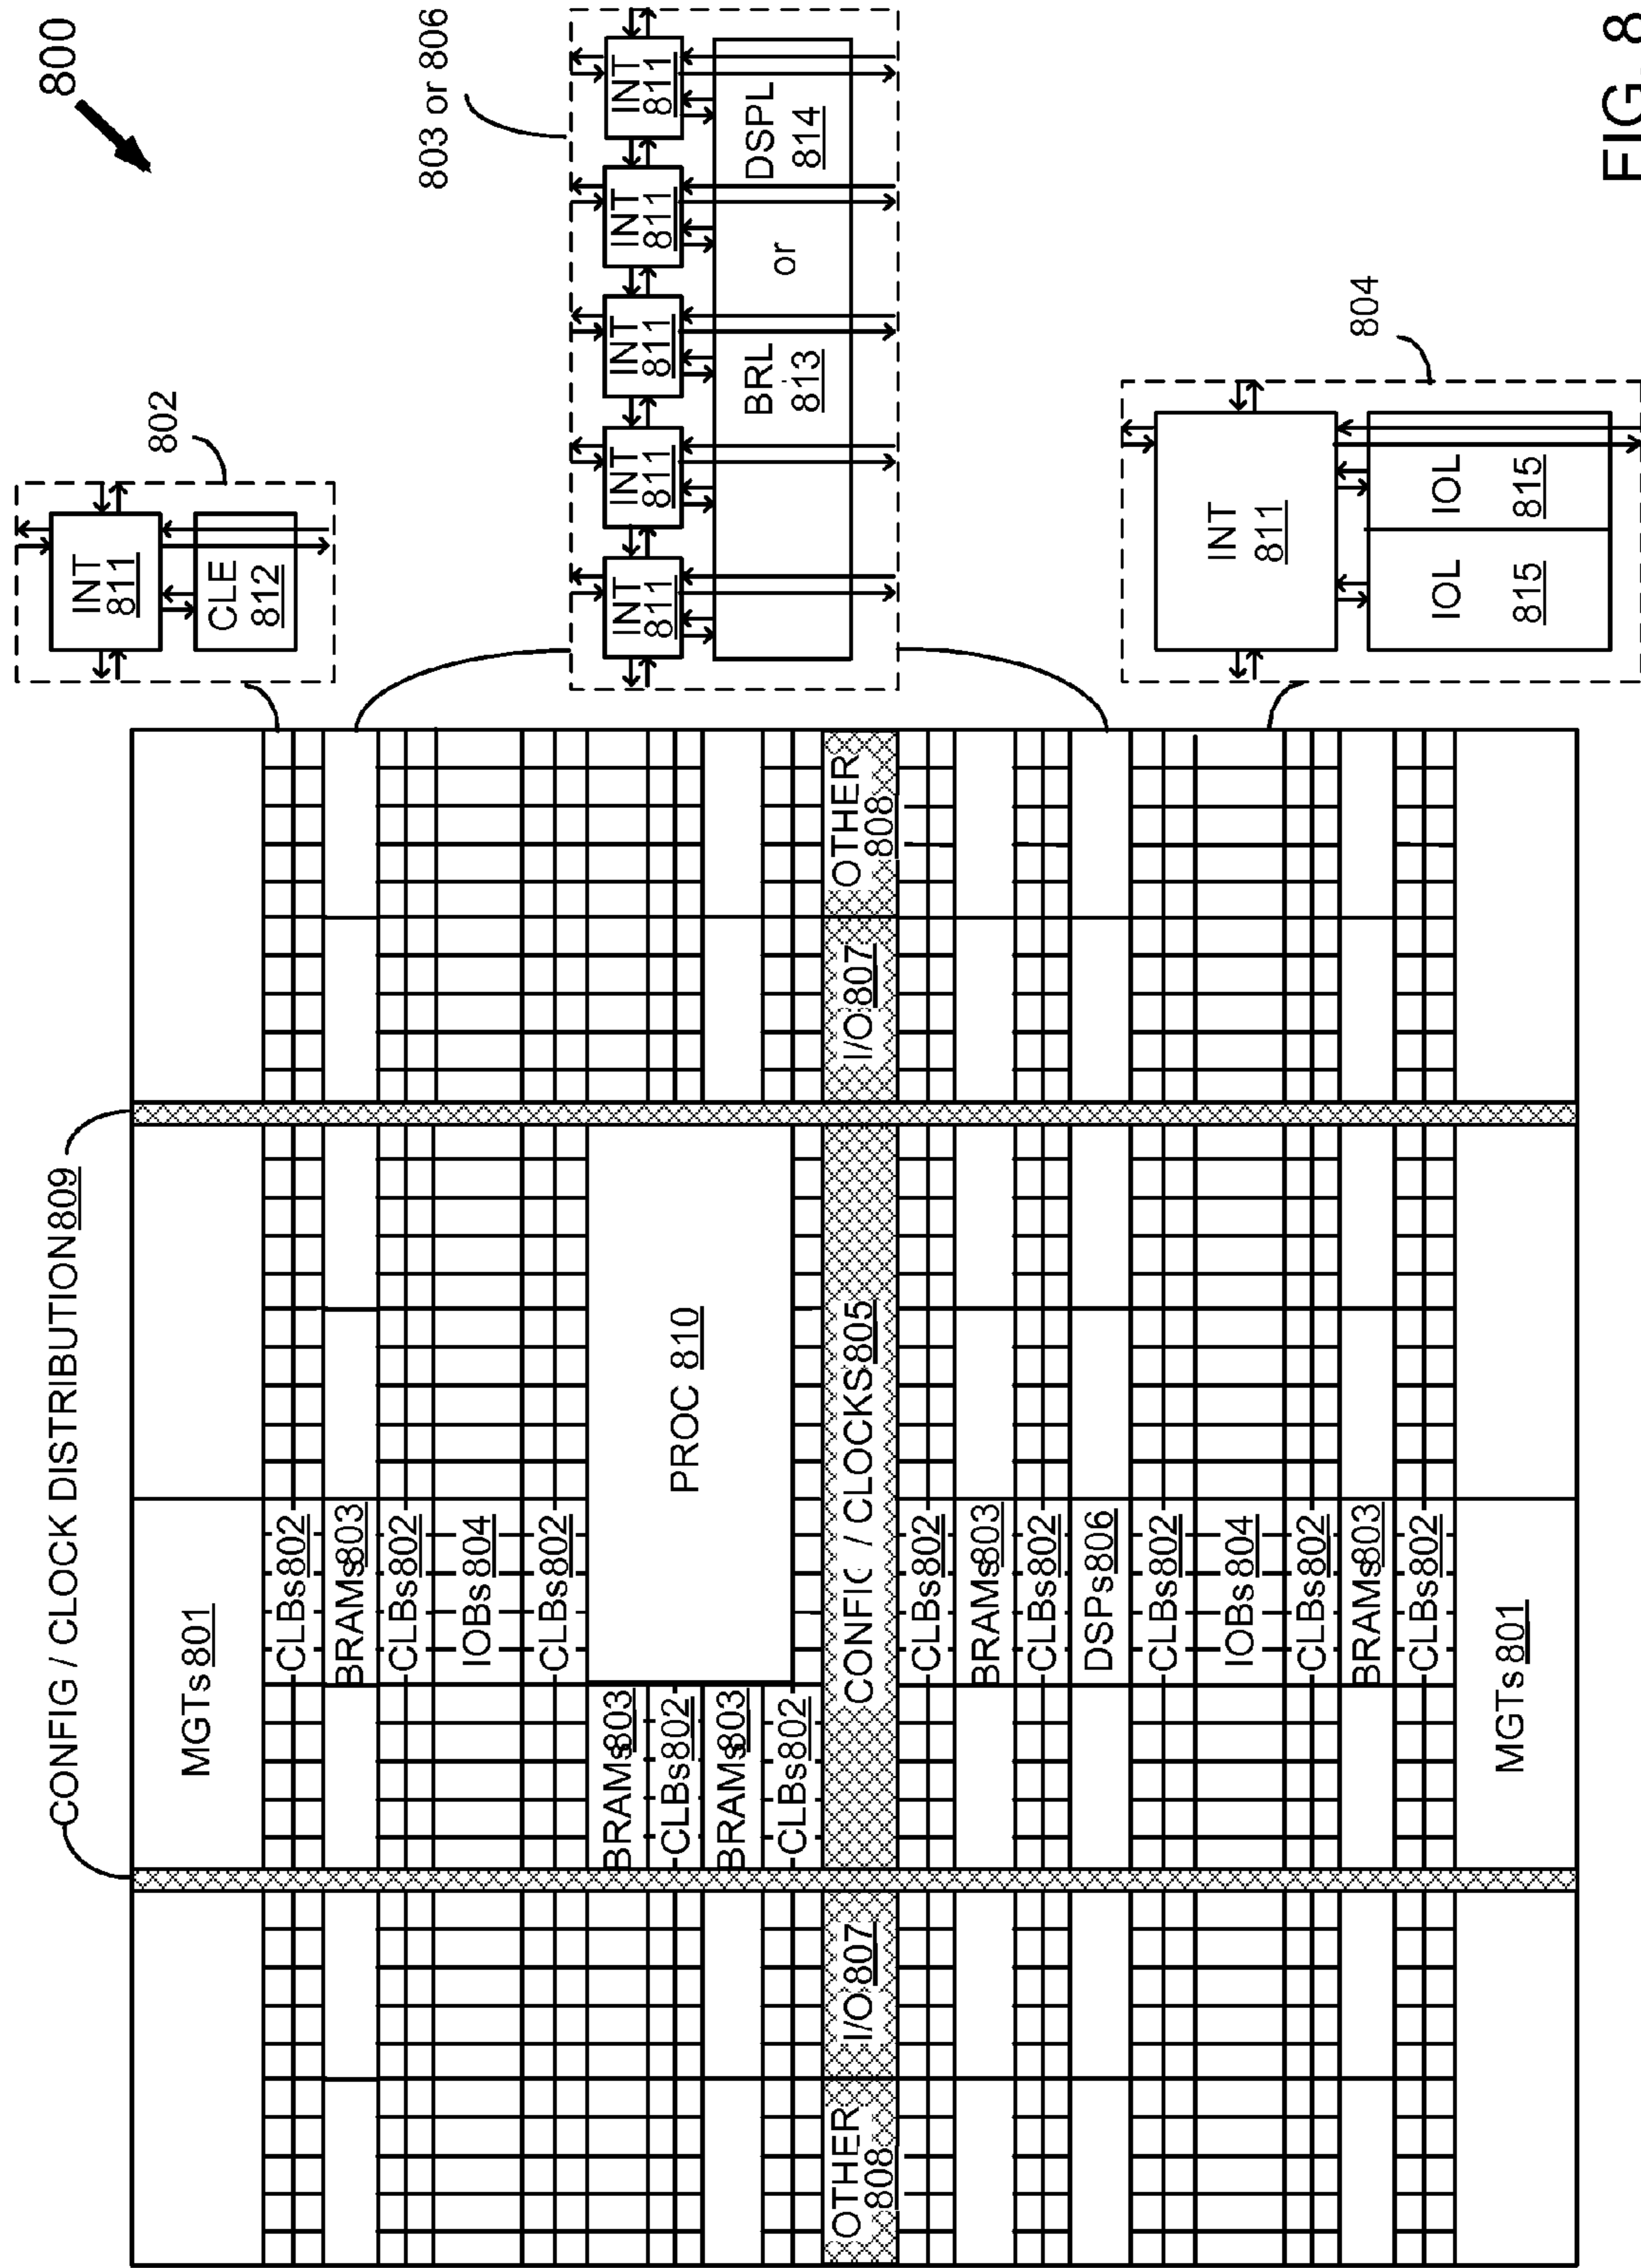 800
CONFIG / CLOCK DISTRIBUTION 809
MGTs 801
CLBs 802
BRAMs 803
CLBs 802
IOBs 804
CLBs 802
BRAMs 803
CLBs 802
BRAMs 803
CLBs 802
PROC 810
OTHER
808
I/O 807
CONFIG / CLOCKS 805
I/O 807
OTHER
808
CLBs 802
BRAMs 803
CLBs 802
DSPs 806
CLBs 802
IOBs 804
CLBs 802
BRAMs 803
CLBs 802
MGTs 801
802
INT
811
CLE
812
803 or 806
INT
811
INT
811
INT
811
INT
811
INT
811
BRL
813
or
DSPL
814
804
INT
811
IOL
815
IOL
815
FIG. 8